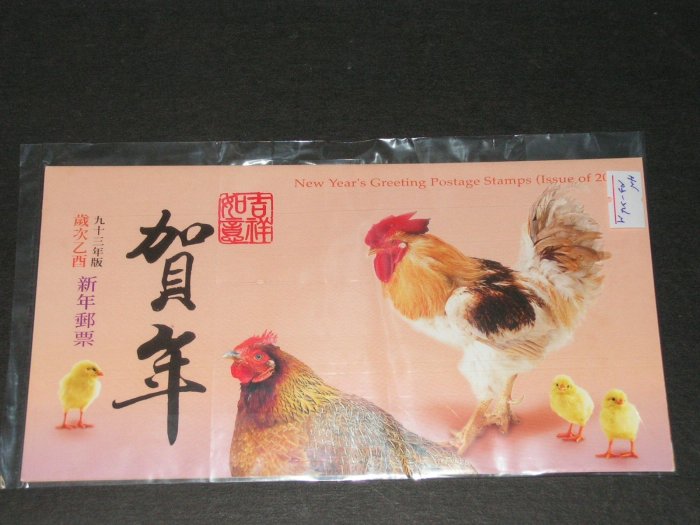 New Year's Greeting Postage Stamps (Issue of 20
吉祥
如意
賀年
九十三年版
歲次乙酉
新年郵票